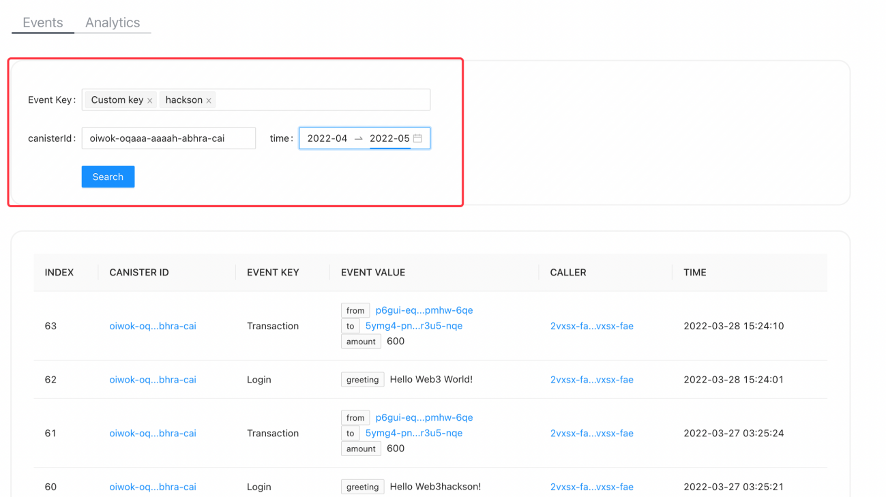 Events Analytics
Event Key: Custom key × hackson ×
canisterId: oiwok-oqaaa-aaaah-abhra-cai time: 2022-04 → 2022-05
Search
INDEX CANISTER ID EVENT KEY EVENT VALUE CALLER TIME
from p6gui-eq...pmhw-6qe
63 oiwok-oq...bhra-cai Transaction to 5ymg4-pn...r3u5-nqe 2vxsx-fa...vxsx-fae 2022-03-28 15:24:10
amount 600
62 oiwok-oq...bhra-cai Login greeting Hello Web3 World! 2vxsx-fa...vxsx-fae 2022-03-28 15:24:01
from p6gui-eq...pmhw-6qe
61 oiwok-oq...bhra-cai Transaction to 5ymg4-pn...r3u5-nqe 2vxsx-fa...vxsx-fae 2022-03-27 03:25:24
amount 600
60 oiwok-oq...bhra-cai Login greeting Hello Web3hackson! 2vxsx-fa...vxsx-fae 2022-03-27 03:25:21